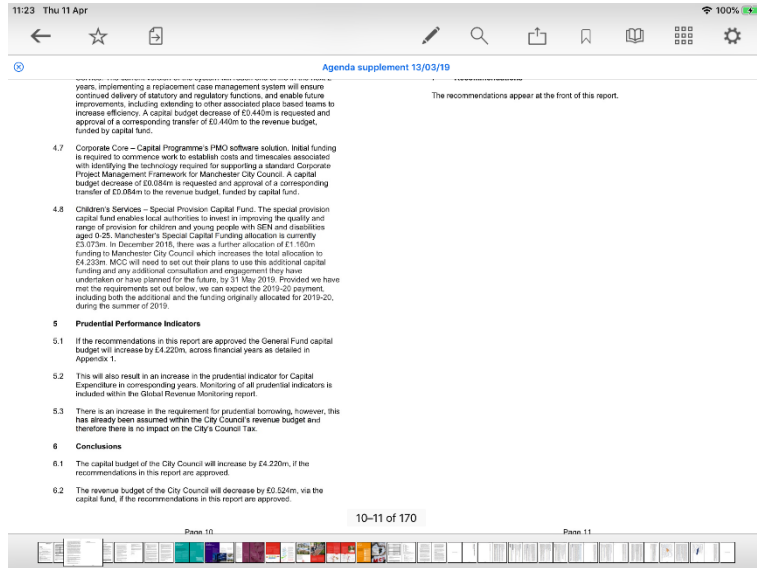 11:23 Thu 11 Apr
100%
Agenda supplement 13/03/19
years, implementing a replacement case management system will ensure
continued delivery of statutory and regulatory functions, and enable future
improvements, including extending to other associated place based teams to
increase efficiency. A capital budget decrease of £0.440m is requested and
approval of a corresponding transfer of £0.440m to the revenue budget,
funded by capital fund.
4.7 Corporate Core – Capital Programme's PMO software solution. Initial funding
is required to commence work to establish costs and timescales associated
with identifying the technology required for supporting a standard Corporate
Project Management Framework for Manchester City Council. A capital
budget decrease of £0.084m is requested and approval of a corresponding
transfer of £0.084m to the revenue budget, funded by capital fund.
4.8 Children's Services – Special Provision Capital Fund. The special provision
capital fund enables local authorities to invest in improving the quality and
range of provision for children and young people with SEN and disabilities
aged 0-25. Manchester's Special Capital Funding allocation is currently
£3.073m. In December 2018, there was a further allocation of £1.160m
funding to Manchester City Council which increases the total allocation to
£4.233m. MCC will need to set out their plans to use this additional capital
funding and any additional consultation and engagement they have
undertaken or have planned for the future, by 31 May 2019. Provided we have
met the requirements set out below, we can expect the 2019-20 payment,
including both the additional and the funding originally allocated for 2019-20,
during the summer of 2019.
5 Prudential Performance Indicators
5.1 If the recommendations in this report are approved the General Fund capital
budget will increase by £4.220m, across financial years as detailed in
Appendix 1.
5.2 This will also result in an increase in the prudential indicator for Capital
Expenditure in corresponding years. Monitoring of all prudential indicators is
included within the Global Revenue Monitoring report.
5.3 There is an increase in the requirement for prudential borrowing, however, this
has already been assumed within the City Council's revenue budget and
therefore there is no impact on the City's Council Tax.
6 Conclusions
6.1 The capital budget of the City Council will increase by £4.220m, if the
recommendations in this report are approved.
6.2 The revenue budget of the City Council will decrease by £0.524m, via the
capital fund, if the recommendations in this report are approved.
Page 10
The recommendations appear at the front of this report.
Page 11
10–11 of 170